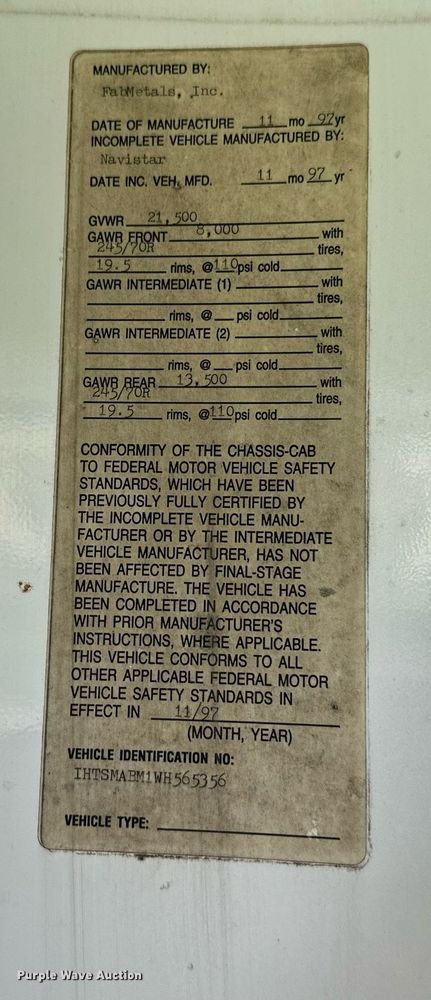 MANUFACTURED BY:
FabMetals, Inc.
DATE OF MANUFACTURE 11 mo 97 yr
INCOMPLETE VEHICLE MANUFACTURED BY:
Navistar
DATE INC. VEH. MFD. 11 mo 97 yr
GVWR 21,500
GAWR FRONT 8,000 with
245/70R tires,
19.5 rims, @ 110 psi cold
GAWR INTERMEDIATE (1) with
tires,
rims, @ psi cold
GAWR INTERMEDIATE (2) with
tires,
rims, @ psi cold
GAWR REAR 13,500 with
245/70R tires,
19.5 rims, @ 110 psi cold
CONFORMITY OF THE CHASSIS-CAB
TO FEDERAL MOTOR VEHICLE SAFETY
STANDARDS, WHICH HAVE BEEN
PREVIOUSLY FULLY CERTIFIED BY
THE INCOMPLETE VEHICLE MANU-
FACTURER OR BY THE INTERMEDIATE
VEHICLE MANUFACTURER, HAS NOT
BEEN AFFECTED BY FINAL-STAGE
MANUFACTURE. THE VEHICLE HAS
BEEN COMPLETED IN ACCORDANCE
WITH PRIOR MANUFACTURER'S
INSTRUCTIONS, WHERE APPLICABLE.
THIS VEHICLE CONFORMS TO ALL
OTHER APPLICABLE FEDERAL MOTOR
VEHICLE SAFETY STANDARDS IN
EFFECT IN 11/97
(MONTH, YEAR)
VEHICLE IDENTIFICATION NO:
IHTSMABM1WH565356
VEHICLE TYPE:
Purple Wave Auction